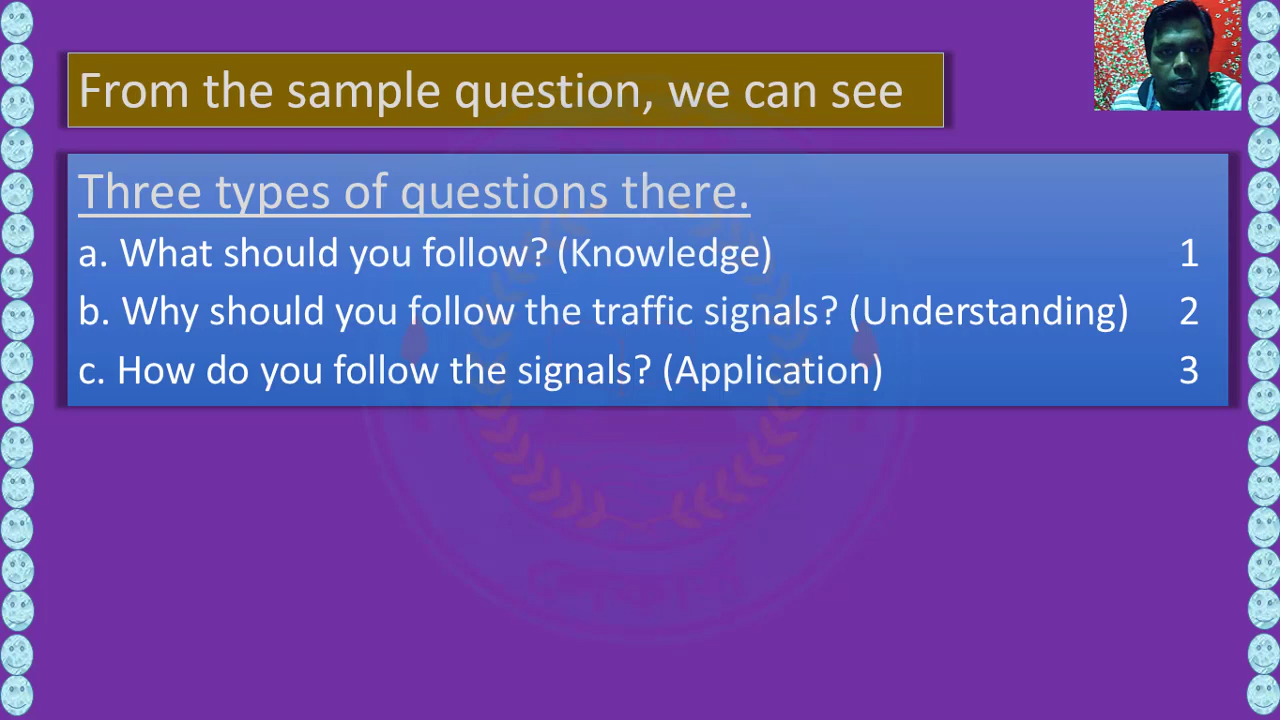 From the sample question, we can see
Three types of questions there.
a. What should you follow? (Knowledge) 1
b. Why should you follow the traffic signals? (Understanding) 2
c. How do you follow the signals? (Application) 3